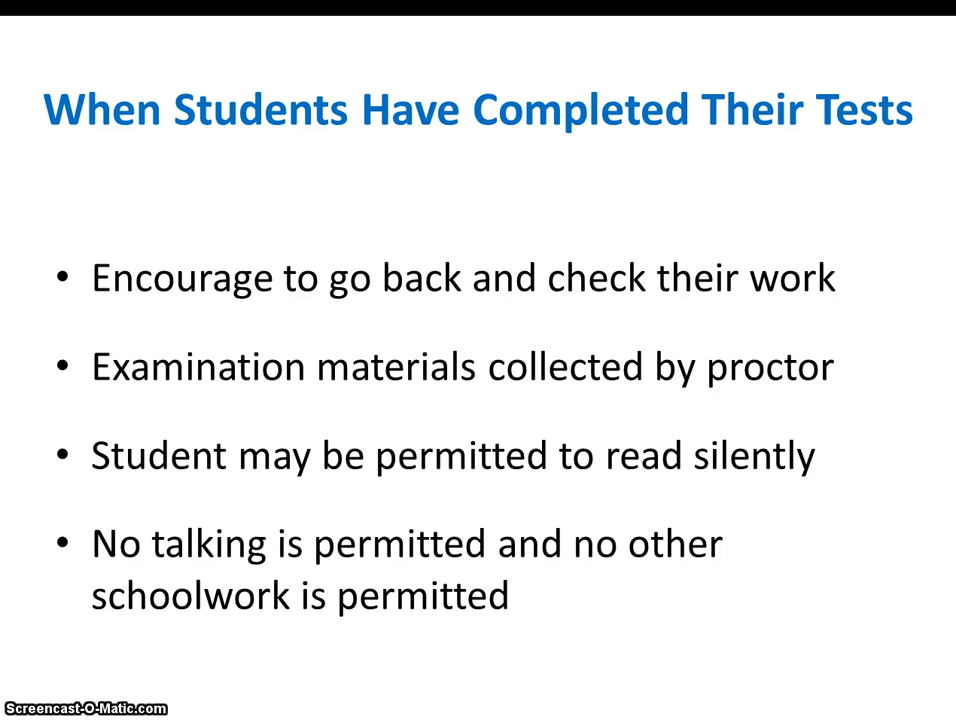 When Students Have Completed Their Tests
• Encourage to go back and check their work
• Examination materials collected by proctor
• Student may be permitted to read silently
• No talking is permitted and no other
schoolwork is permitted
Screencast-O-Matic.com